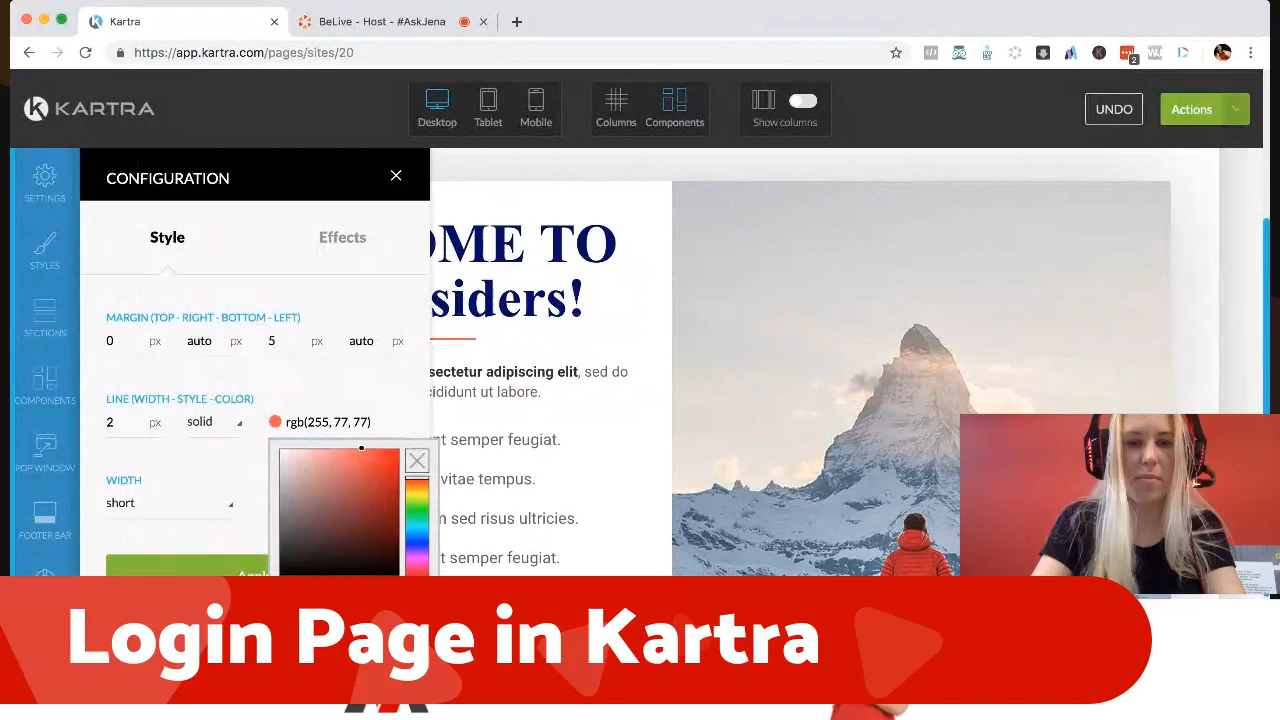 Kartra
BeLive - Host - #AskJena
https://app.kartra.com/pages/sites/20
2
KARTRA
Desktop
Tablet
Mobile
Columns
Components
Show columns
UNDO
Actions
SETTINGS
STYLES
SECTIONS
COMPONENTS
POP WINDOW
FOOTER BAR
CONFIGURATION
Style
Effects
MARGIN (TOP - RIGHT - BOTTOM - LEFT)
0 px auto px 5 px auto px
LINE (WIDTH - STYLE - COLOR)
2 px solid rgb(255, 77, 77)
WIDTH
short
OME TO
siders!
sectetur adipiscing elit, sed do
cididunt ut labore.
nt semper feugiat.
vitae tempus.
m sed risus ultricies.
nt semper feugiat.
Login Page in Kartra